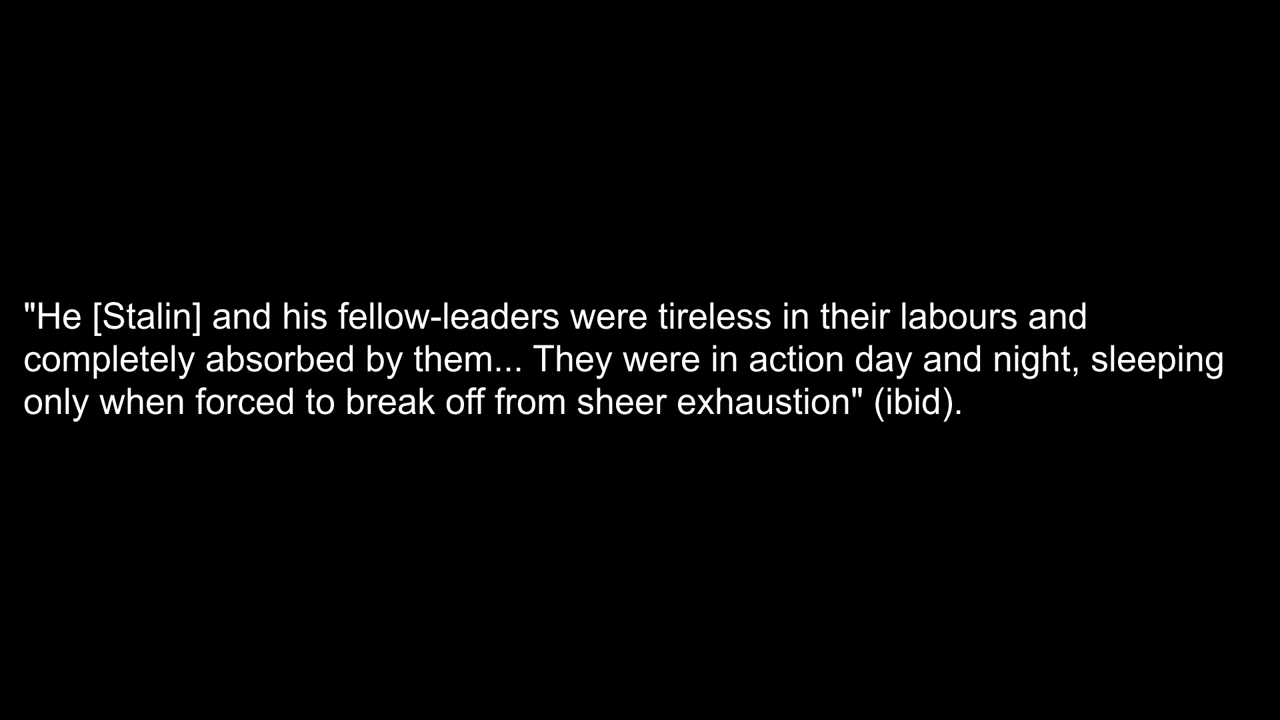 "He [Stalin] and his fellow-leaders were tireless in their labours and
completely absorbed by them... They were in action day and night, sleeping
only when forced to break off from sheer exhaustion" (ibid).